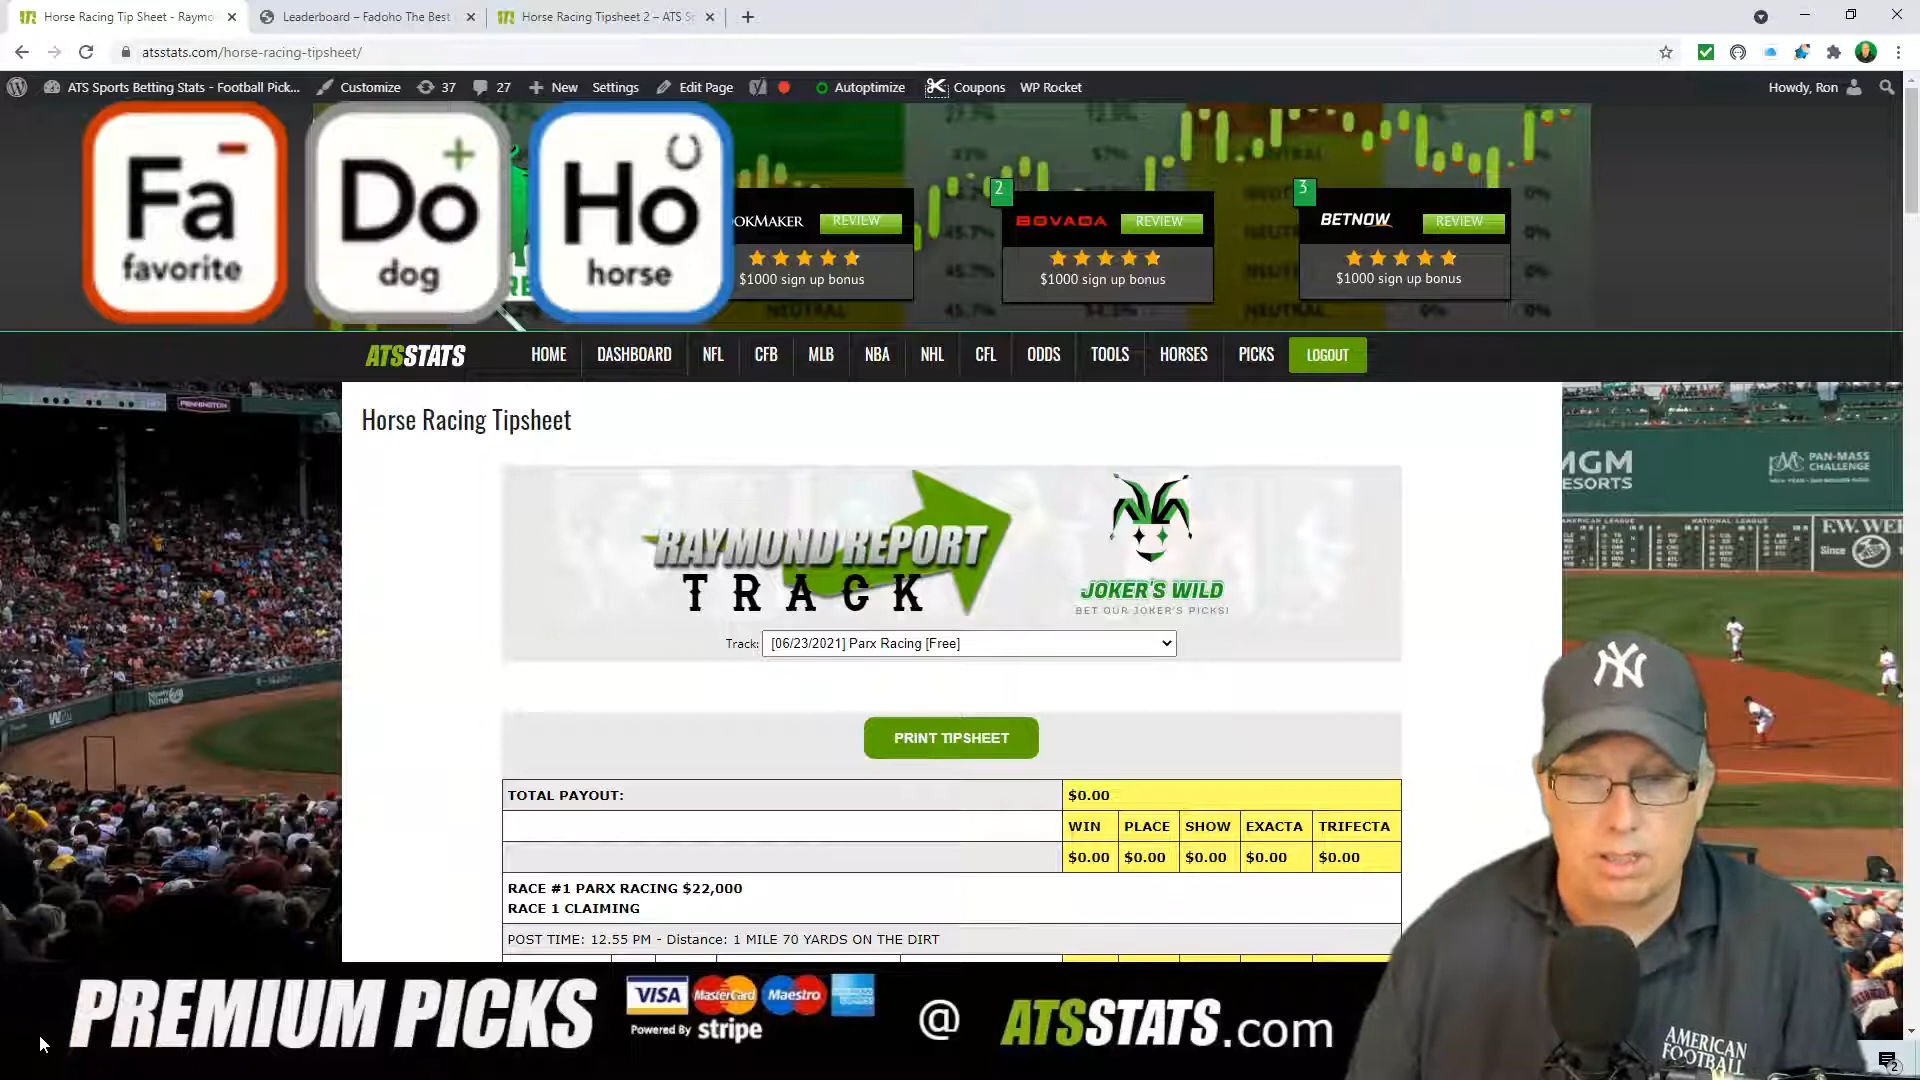 Horse Racing Tip Sheet - Raymo
Leaderboard – Fadoho The Best
Horse Racing Tipsheet 2 – ATS S
atsstats.com/horse-racing-tipsheet/
ATS Sports Betting Stats - Football Pick...
Customize
37
27
New
Settings
Edit Page
Autoptimize
Coupons
WP Rocket
Howdy, Ron
Fa
favorite
Do
dog
Ho
horse
OOKMAKER
REVIEW
$1000 sign up bonus
2
BOVADA
REVIEW
$1000 sign up bonus
3
BETNOW
REVIEW
$1000 sign up bonus
ATSSTATS
HOME
DASHBOARD
NFL
CFB
MLB
NBA
NHL
CFL
ODDS
TOOLS
HORSES
PICKS
LOGOUT
Horse Racing Tipsheet
RAYMOND REPORT
TRACK
JOKER'S WILD
BET OUR JOKER'S PICKS!
Track:
[06/23/2021] Parx Racing [Free]
PRINT TIPSHEET
TOTAL PAYOUT:
$0.00
WIN PLACE SHOW EXACTA TRIFECTA
$0.00 $0.00 $0.00 $0.00 $0.00
RACE #1 PARX RACING $22,000
RACE 1 CLAIMING
POST TIME: 12.55 PM - Distance: 1 MILE 70 YARDS ON THE DIRT
PENNINGTON
MGM
RESORTS
PAN-MASS
CHALLENGE
F.W. WE
Since
NY
AMERICAN
FOOTBALL
PREMIUM PICKS
VISA
MasterCard
Maestro
Powered By stripe
@
ATSSTATS.com
2